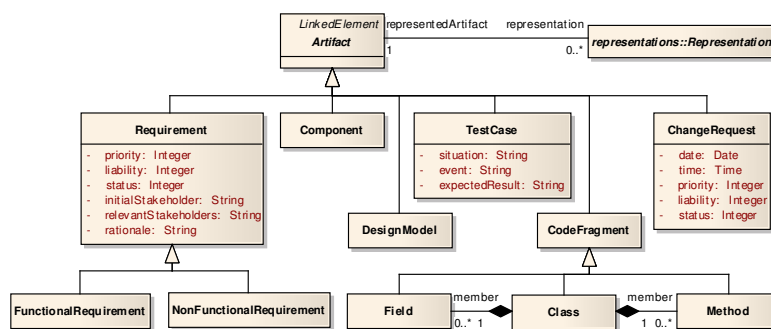 LinkedElement
Artifact
representedArtifact
representation
1
0..*
representations::Representation
Requirement
- priority: Integer
- liability: Integer
- status: Integer
- initialStakeholder: String
- relevantStakeholders: String
- rationale: String
Component
TestCase
- situation: String
- event: String
- expectedResult: String
ChangeRequest
- date: Date
- time: Time
- priority: Integer
- liability: Integer
- status: Integer
DesignModel
CodeFragment
FunctionalRequirement
NonFunctionalRequirement
Field
member
0..* 1
Class
member
1 0..*
Method